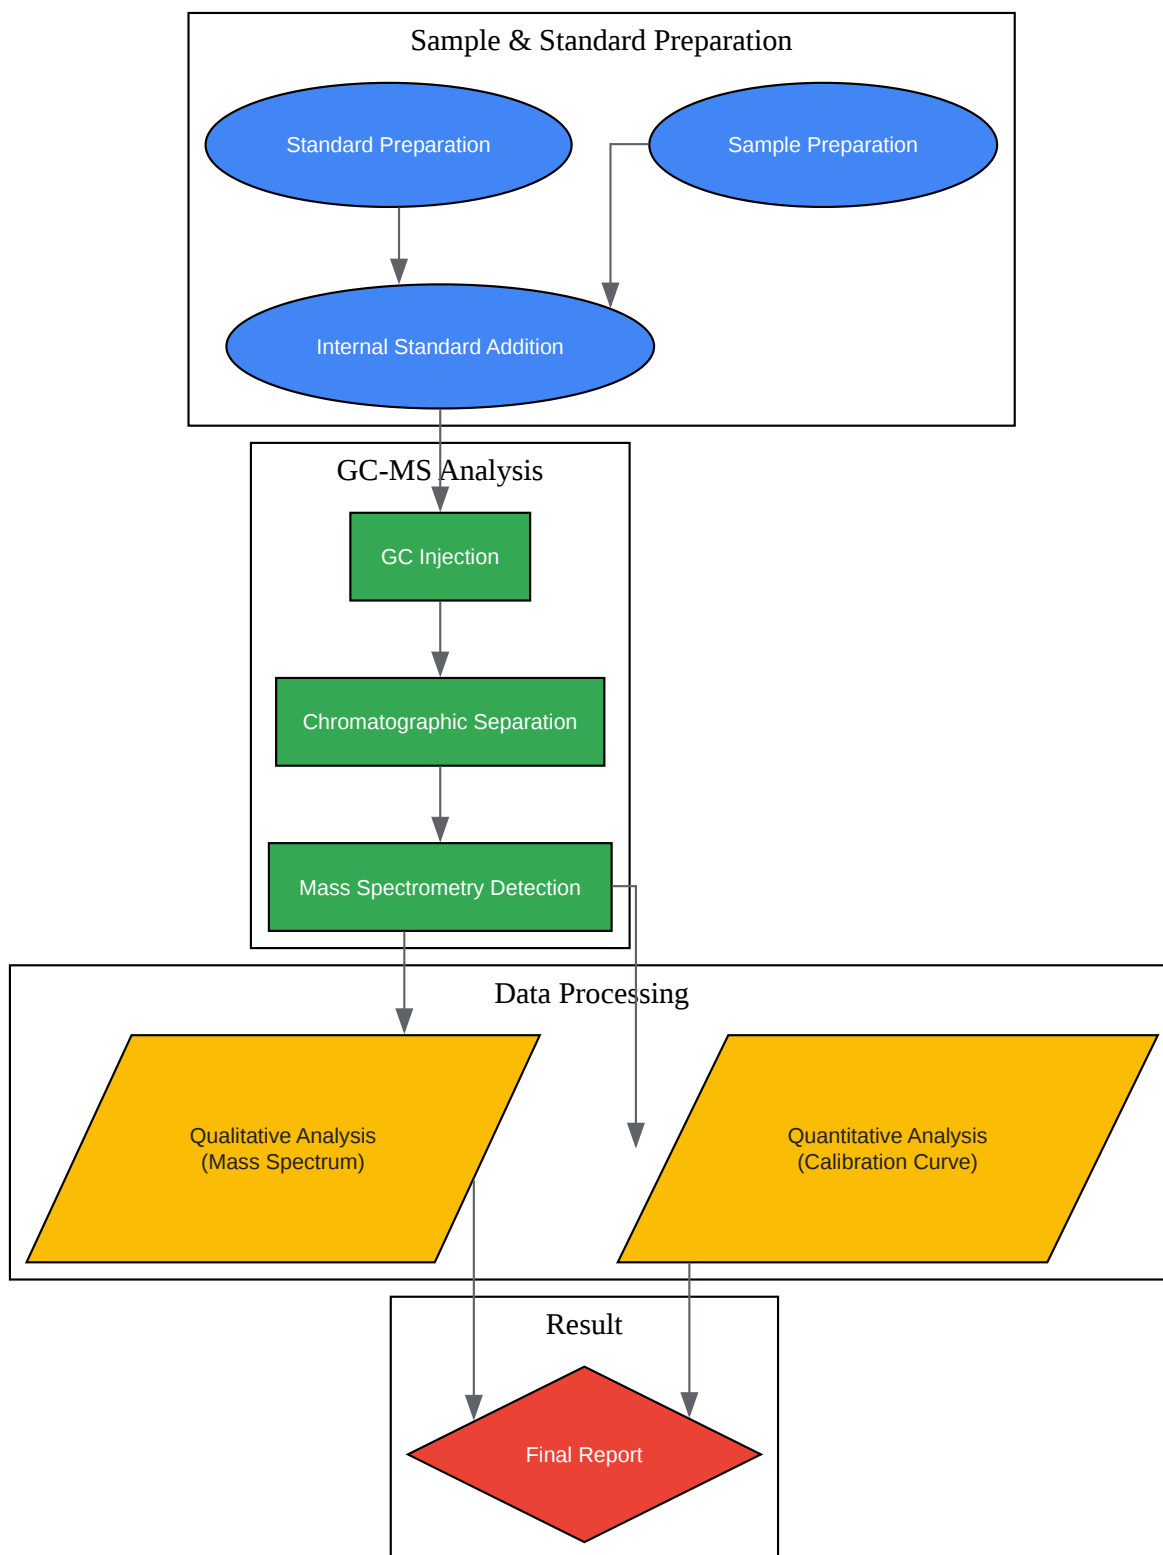 Sample & Standard Preparation
Standard Preparation
Sample Preparation
Internal Standard Addition
GC-MS Analysis
GC Injection
Chromatographic Separation
Mass Spectrometry Detection
Data Processing
Qualitative Analysis
(Mass Spectrum)
Quantitative Analysis
(Calibration Curve)
Result
Final Report